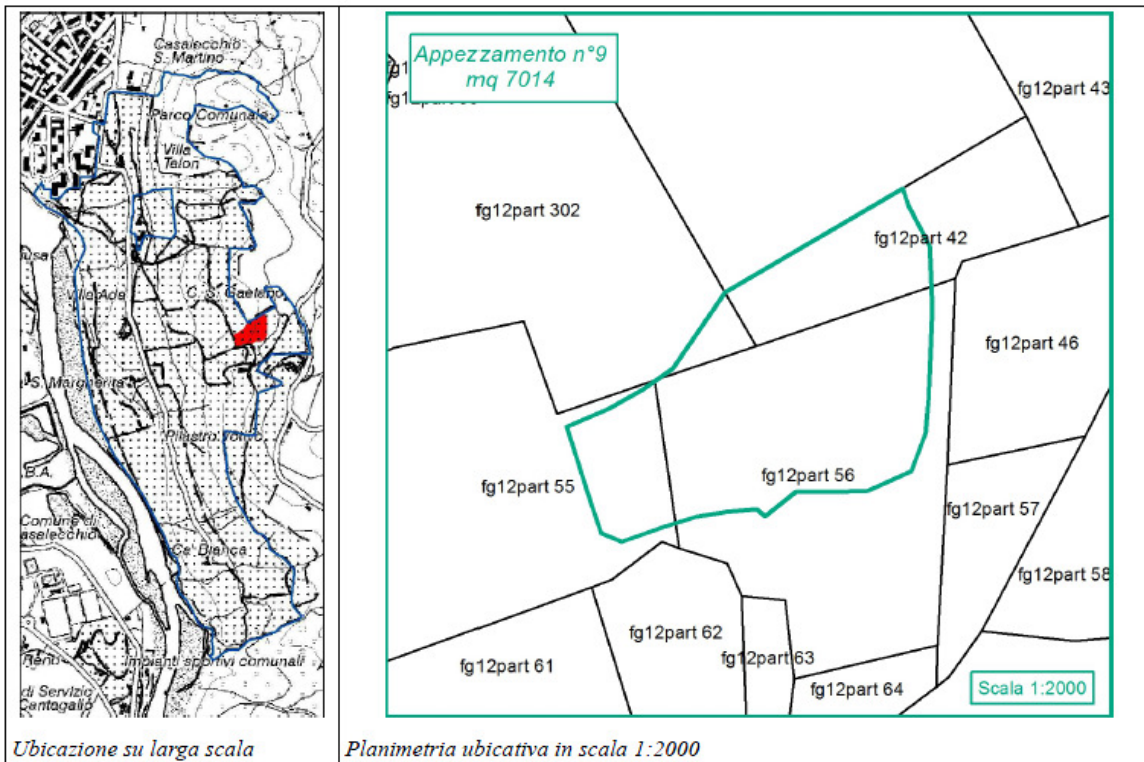 Casalecchio
S. Martino
Parco Comunale
Villa
Talon
Villa Ada
C. S. Gaetano
S. Margherita
Pilastro Votivo
B.A.
Comune di
Ca' Bianca
Impianti sportivi comunali
di Servizio
Cantagallo
Ubicazione su larga scala
Appezzamento n°9
mq 7014
fg12part 43
fg12part 302
fg12part 42
fg12part 46
fg12part 55
fg12part 56
fg12part 57
fg12part 58
fg12part 62
fg12part 61
fg12part 63
fg12part 64
Scala 1:2000
Planimetria ubicativa in scala 1:2000